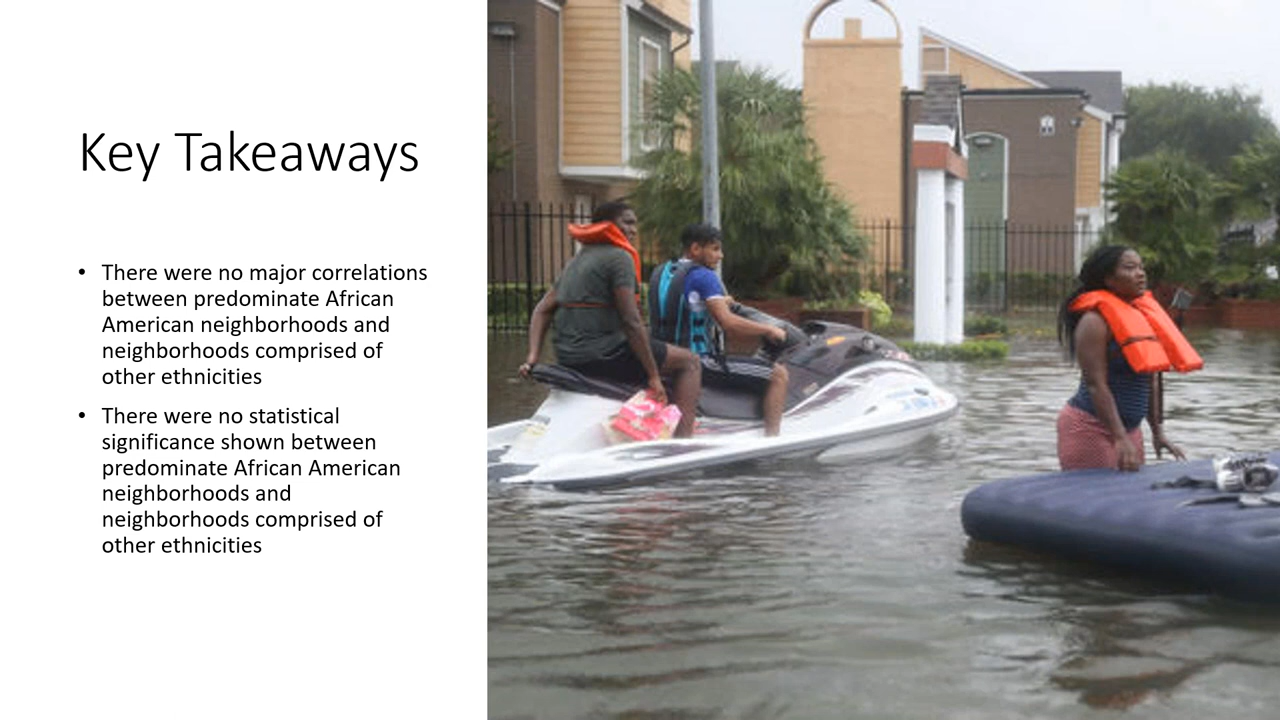 Key Takeaways
• There were no major correlations
between predominate African
American neighborhoods and
neighborhoods comprised of
other ethnicities
• There were no statistical
significance shown between
predominate African American
neighborhoods and
neighborhoods comprised of
other ethnicities